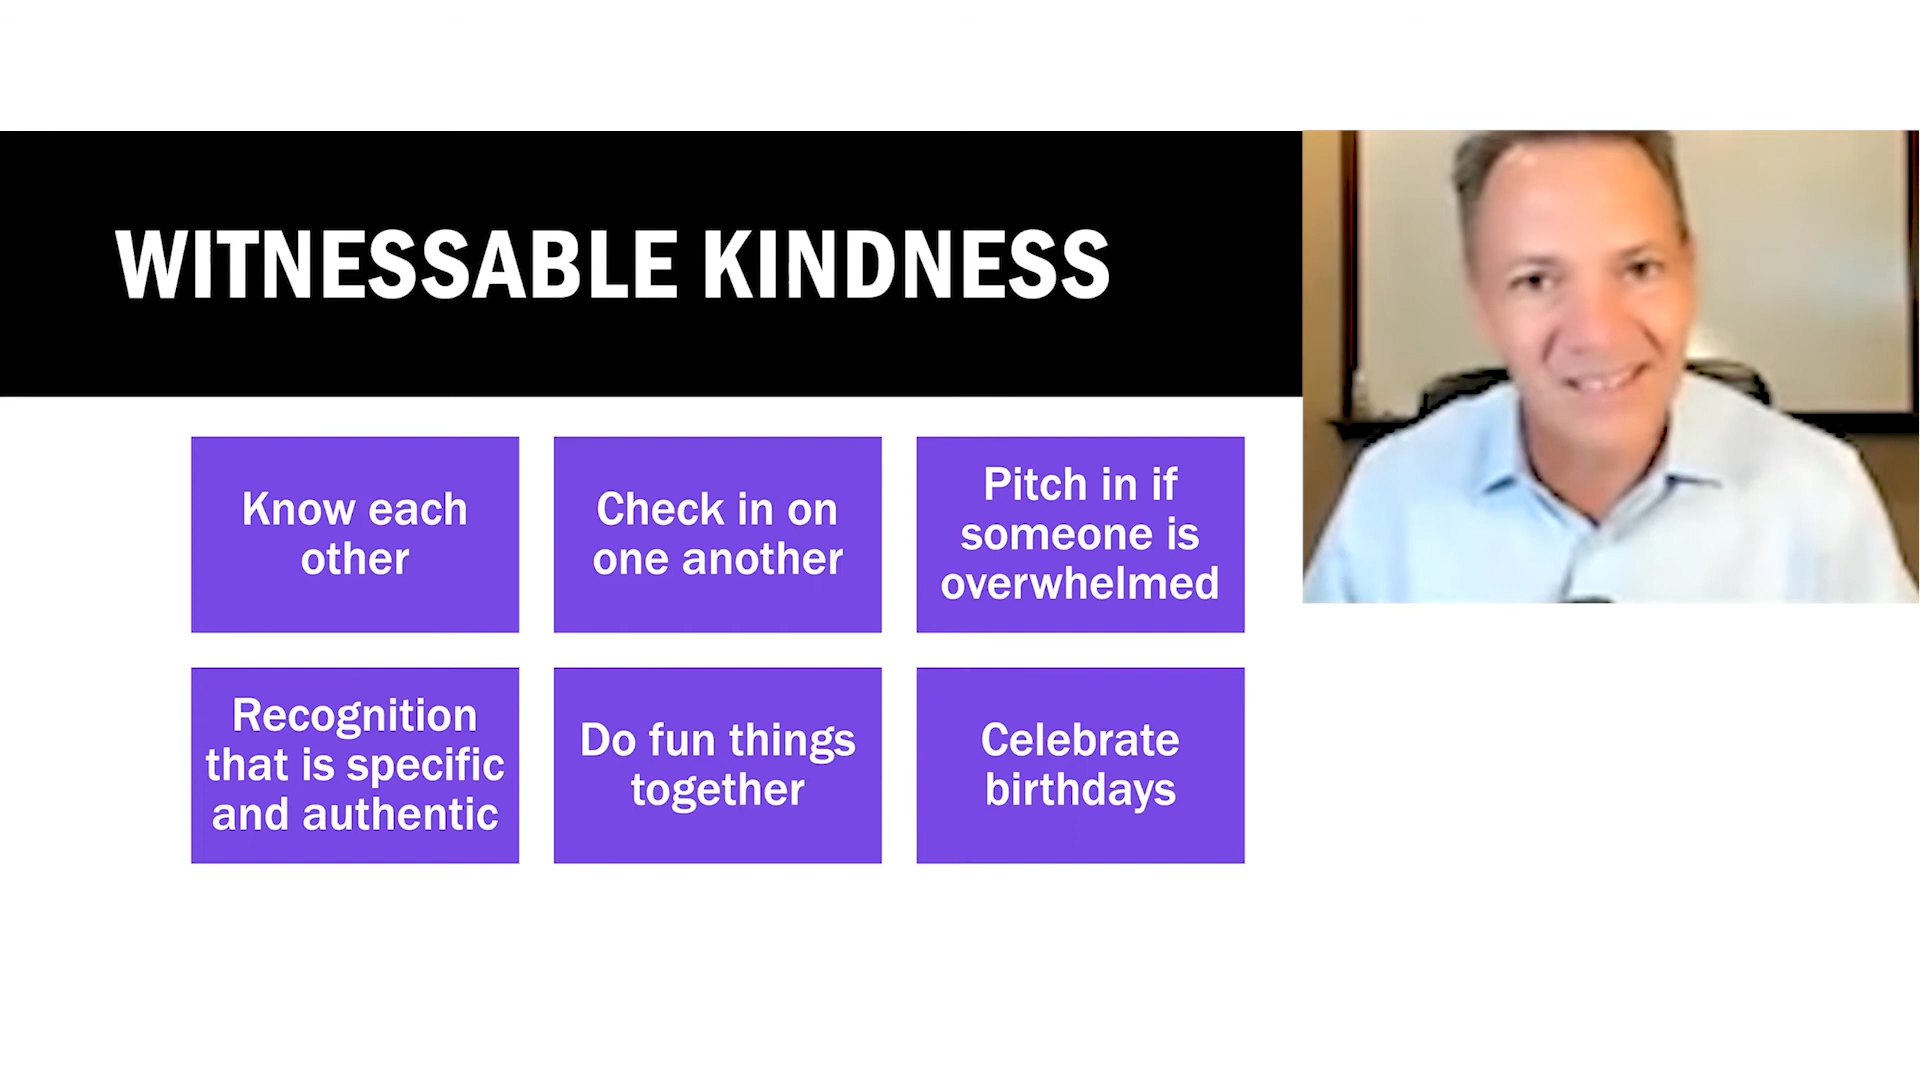 WITNESSABLE KINDNESS
Know each
other
Check in on
one another
Pitch in if
someone is
overwhelmed
Recognition
that is specific
and authentic
Do fun things
together
Celebrate
birthdays